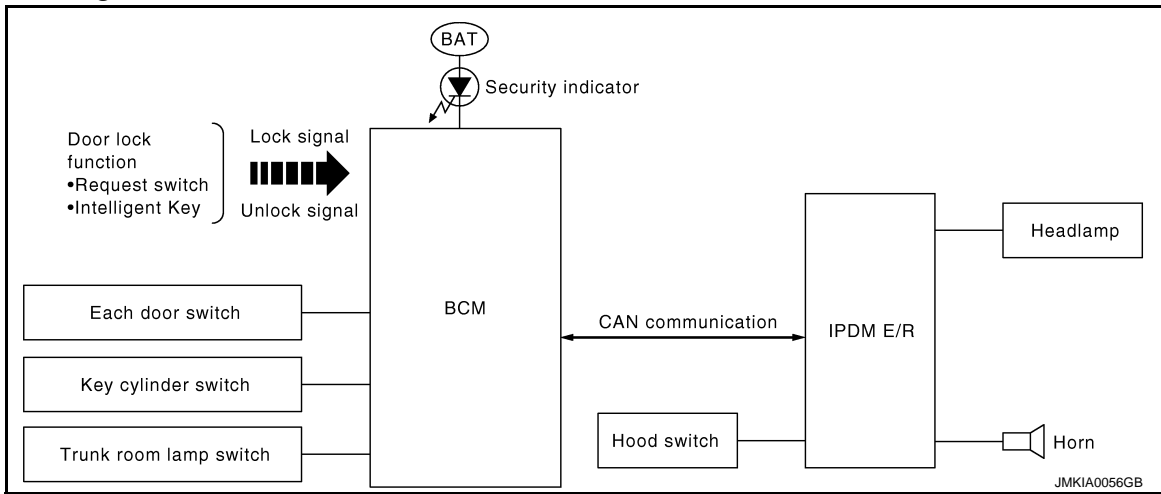 BAT
Security indicator
Door lock
function
•Request switch
•Intelligent Key
Lock signal
Unlock signal
Each door switch
Key cylinder switch
Trunk room lamp switch
BCM
CAN communication
IPDM E/R
Hood switch
Headlamp
Horn
JMKIA0056GB